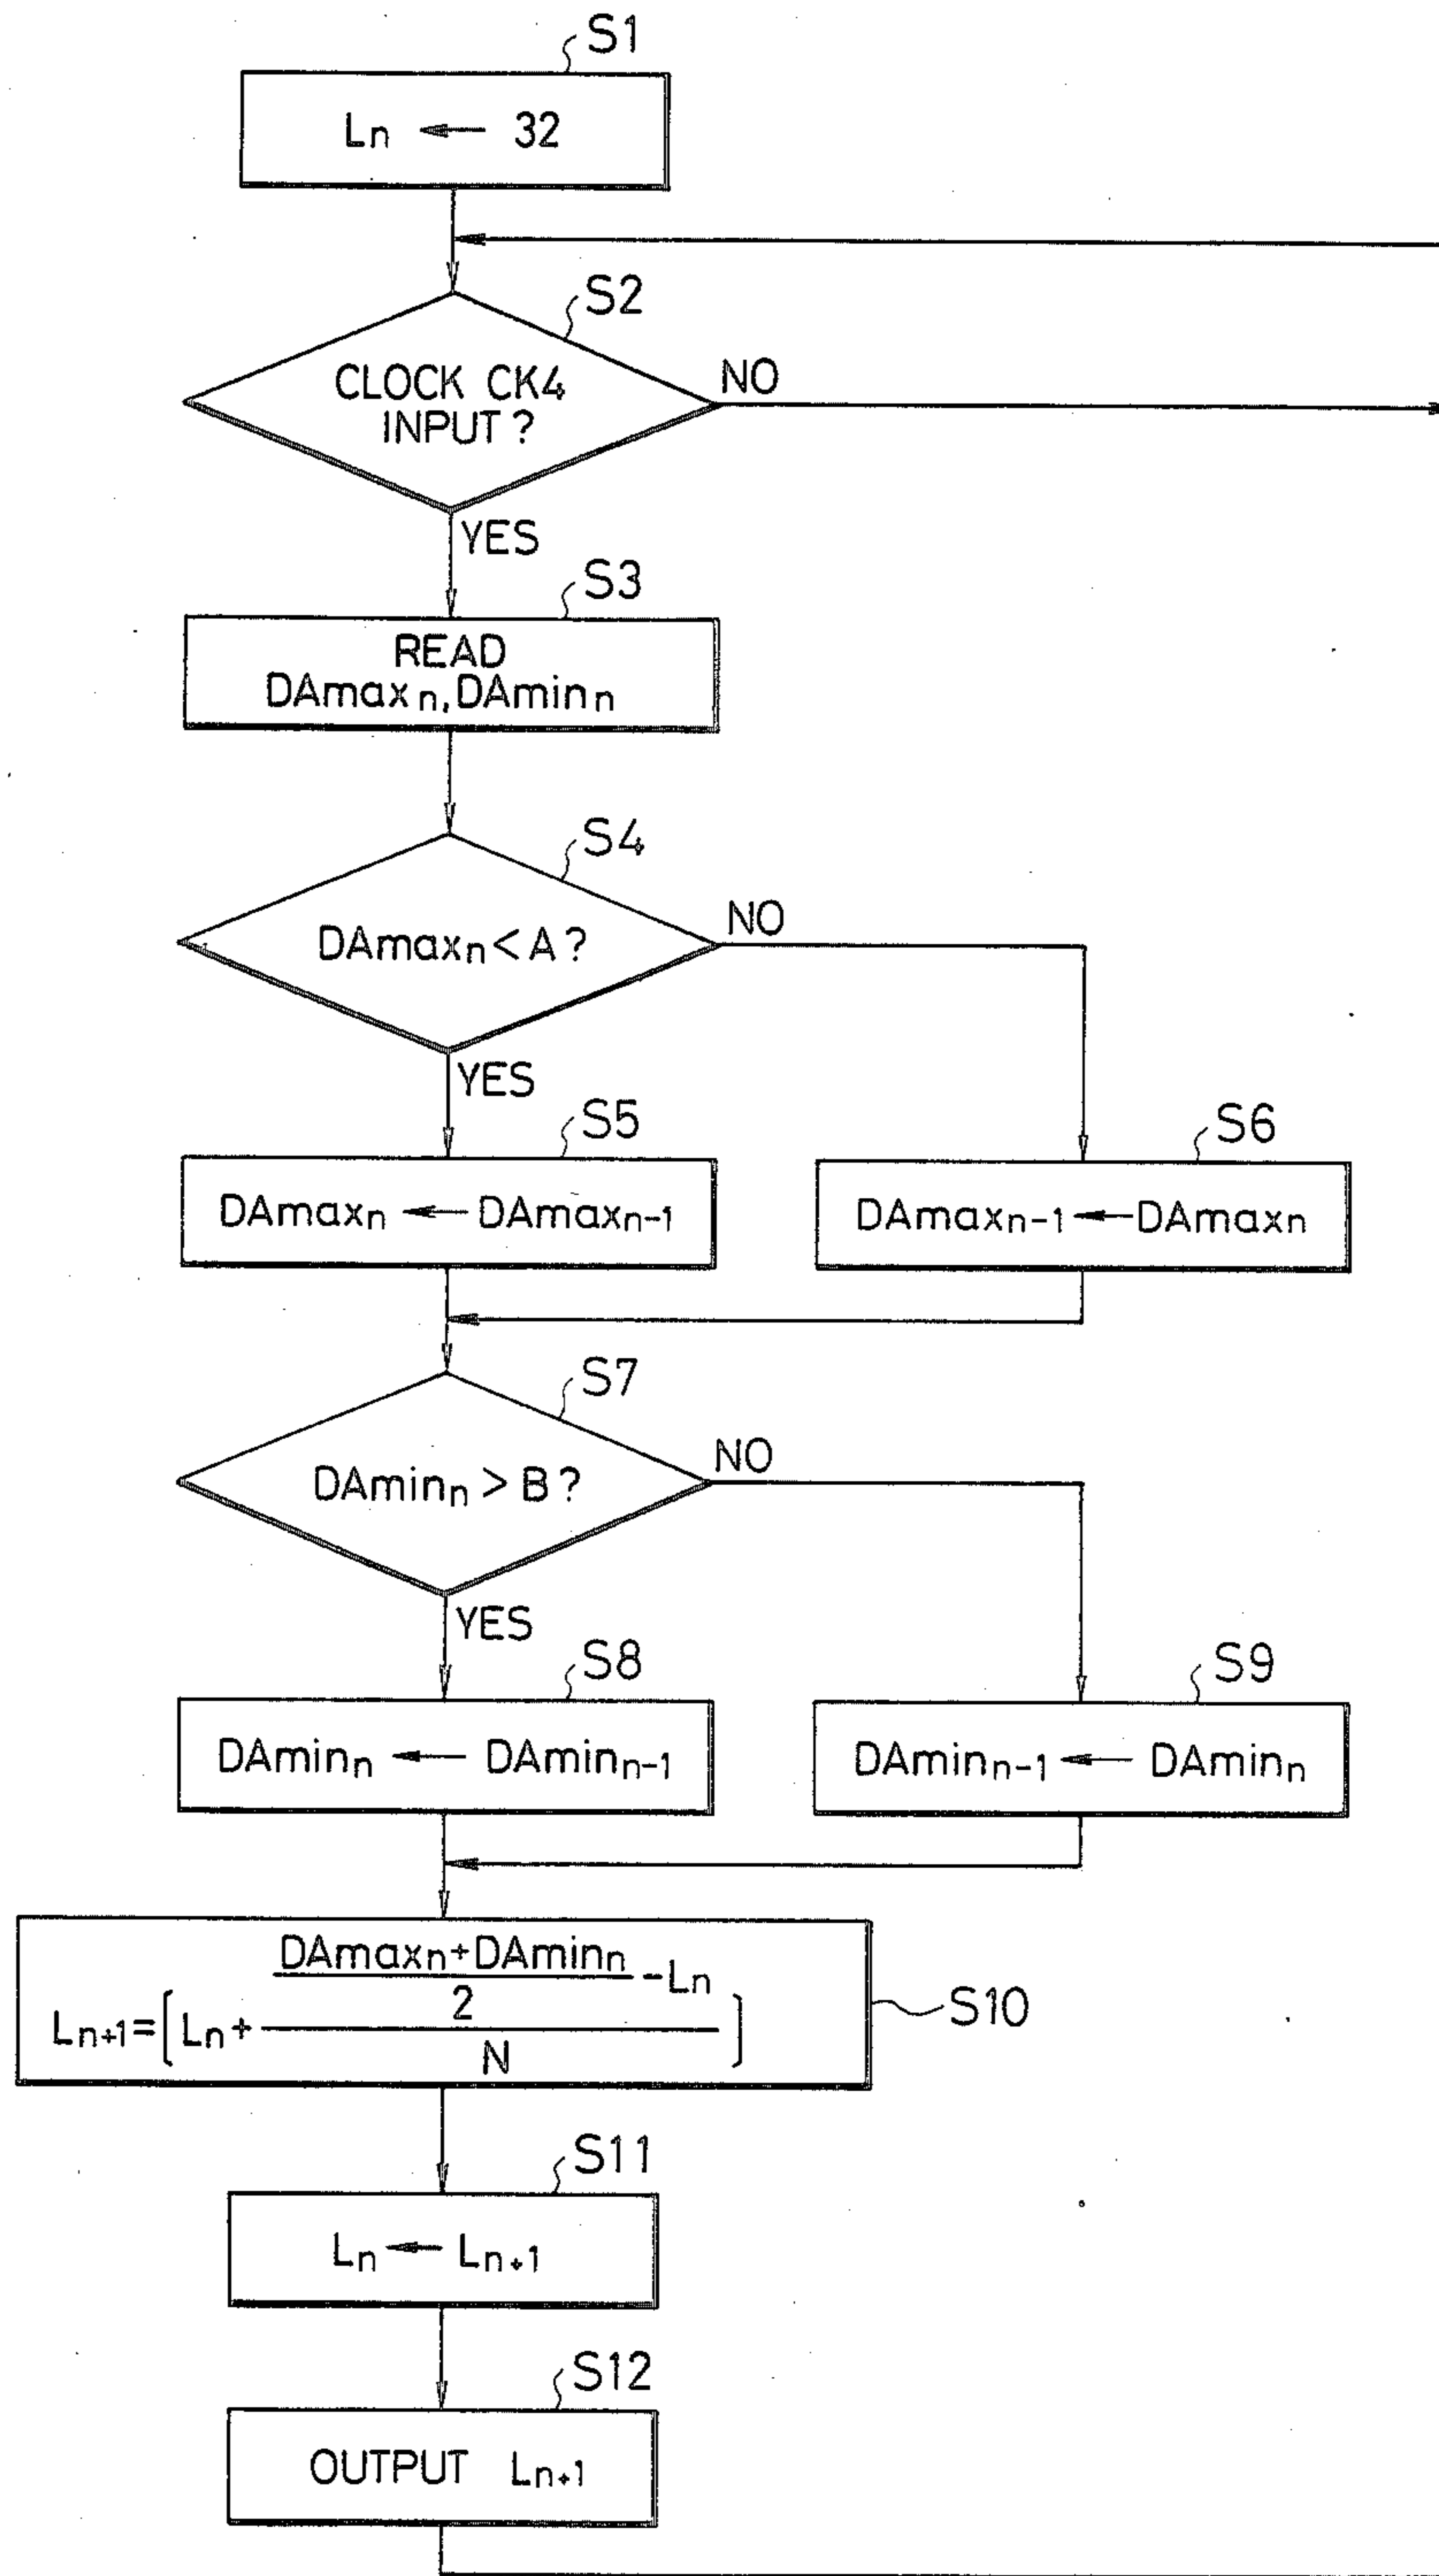 S1
Ln ← 32
S2
CLOCK CK4
INPUT?
NO
YES
S3
READ
DAmaxn, DAminn
S4
DAmaxn < A?
NO
YES
S5
DAmaxn ← DAmaxn-1
S6
DAmaxn-1 ← DAmaxn
S7
DAminn > B?
NO
YES
S8
DAminn ← DAminn-1
S9
DAminn-1 ← DAminn
S10
DAmaxn+DAminn
2
-Ln
Ln+1=[Ln+ ]
N
S11
Ln ← Ln+1
S12
OUTPUT Ln+1